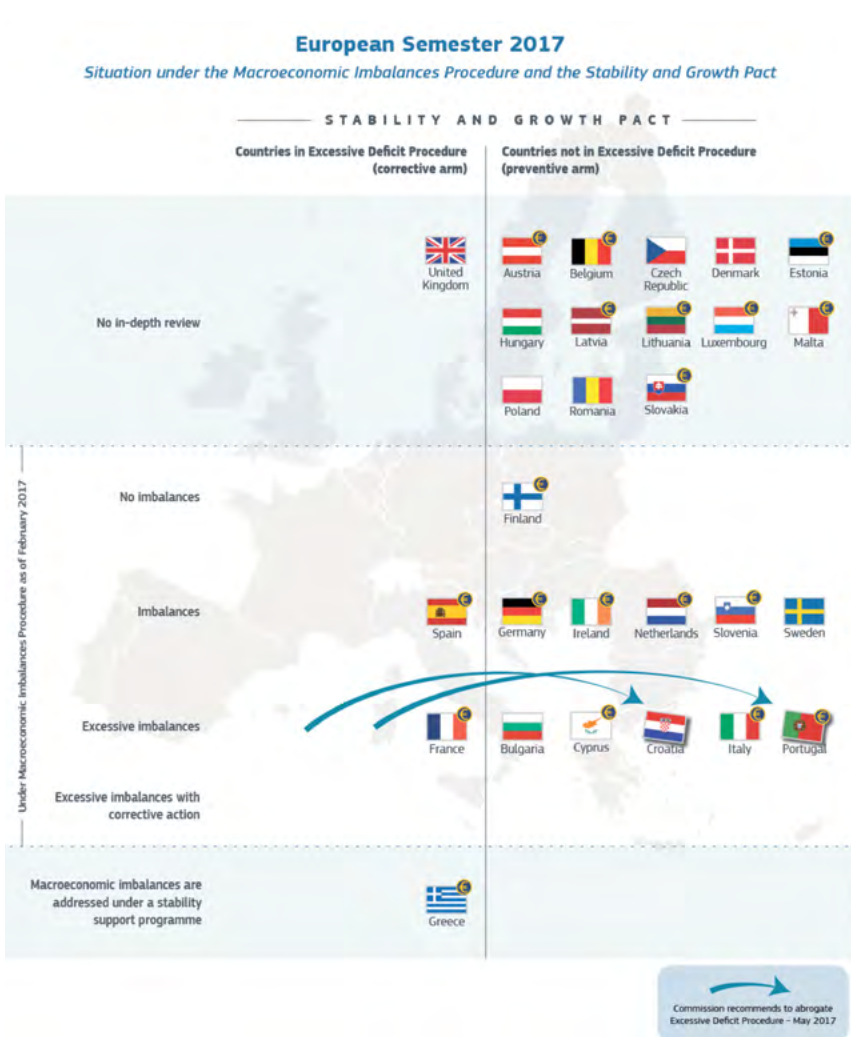 European Semester 2017
Situation under the Macroeconomic Imbalances Procedure and the Stability and Growth Pact
STABILITY AND GROWTH PACT
Countries in Excessive Deficit Procedure
(corrective arm)
Countries not in Excessive Deficit Procedure
(preventive arm)
No in-depth review
United
Kingdom
Austria
Belgium
Czech
Republic
Denmark
Estonia
Hungary
Latvia
Lithuania
Luxembourg
Malta
Poland
Romania
Slovakia
Under Macroeconomic Imbalances Procedure as of February 2017
No imbalances
Finland
Imbalances
Spain
Germany
Ireland
Netherlands
Slovenia
Sweden
Excessive imbalances
France
Bulgaria
Cyprus
Croatia
Italy
Portugal
Excessive imbalances with
corrective action
Macroeconomic imbalances are
addressed under a stability
support programme
Greece
Commission recommends to abrogate
Excessive Deficit Procedure - May 2017